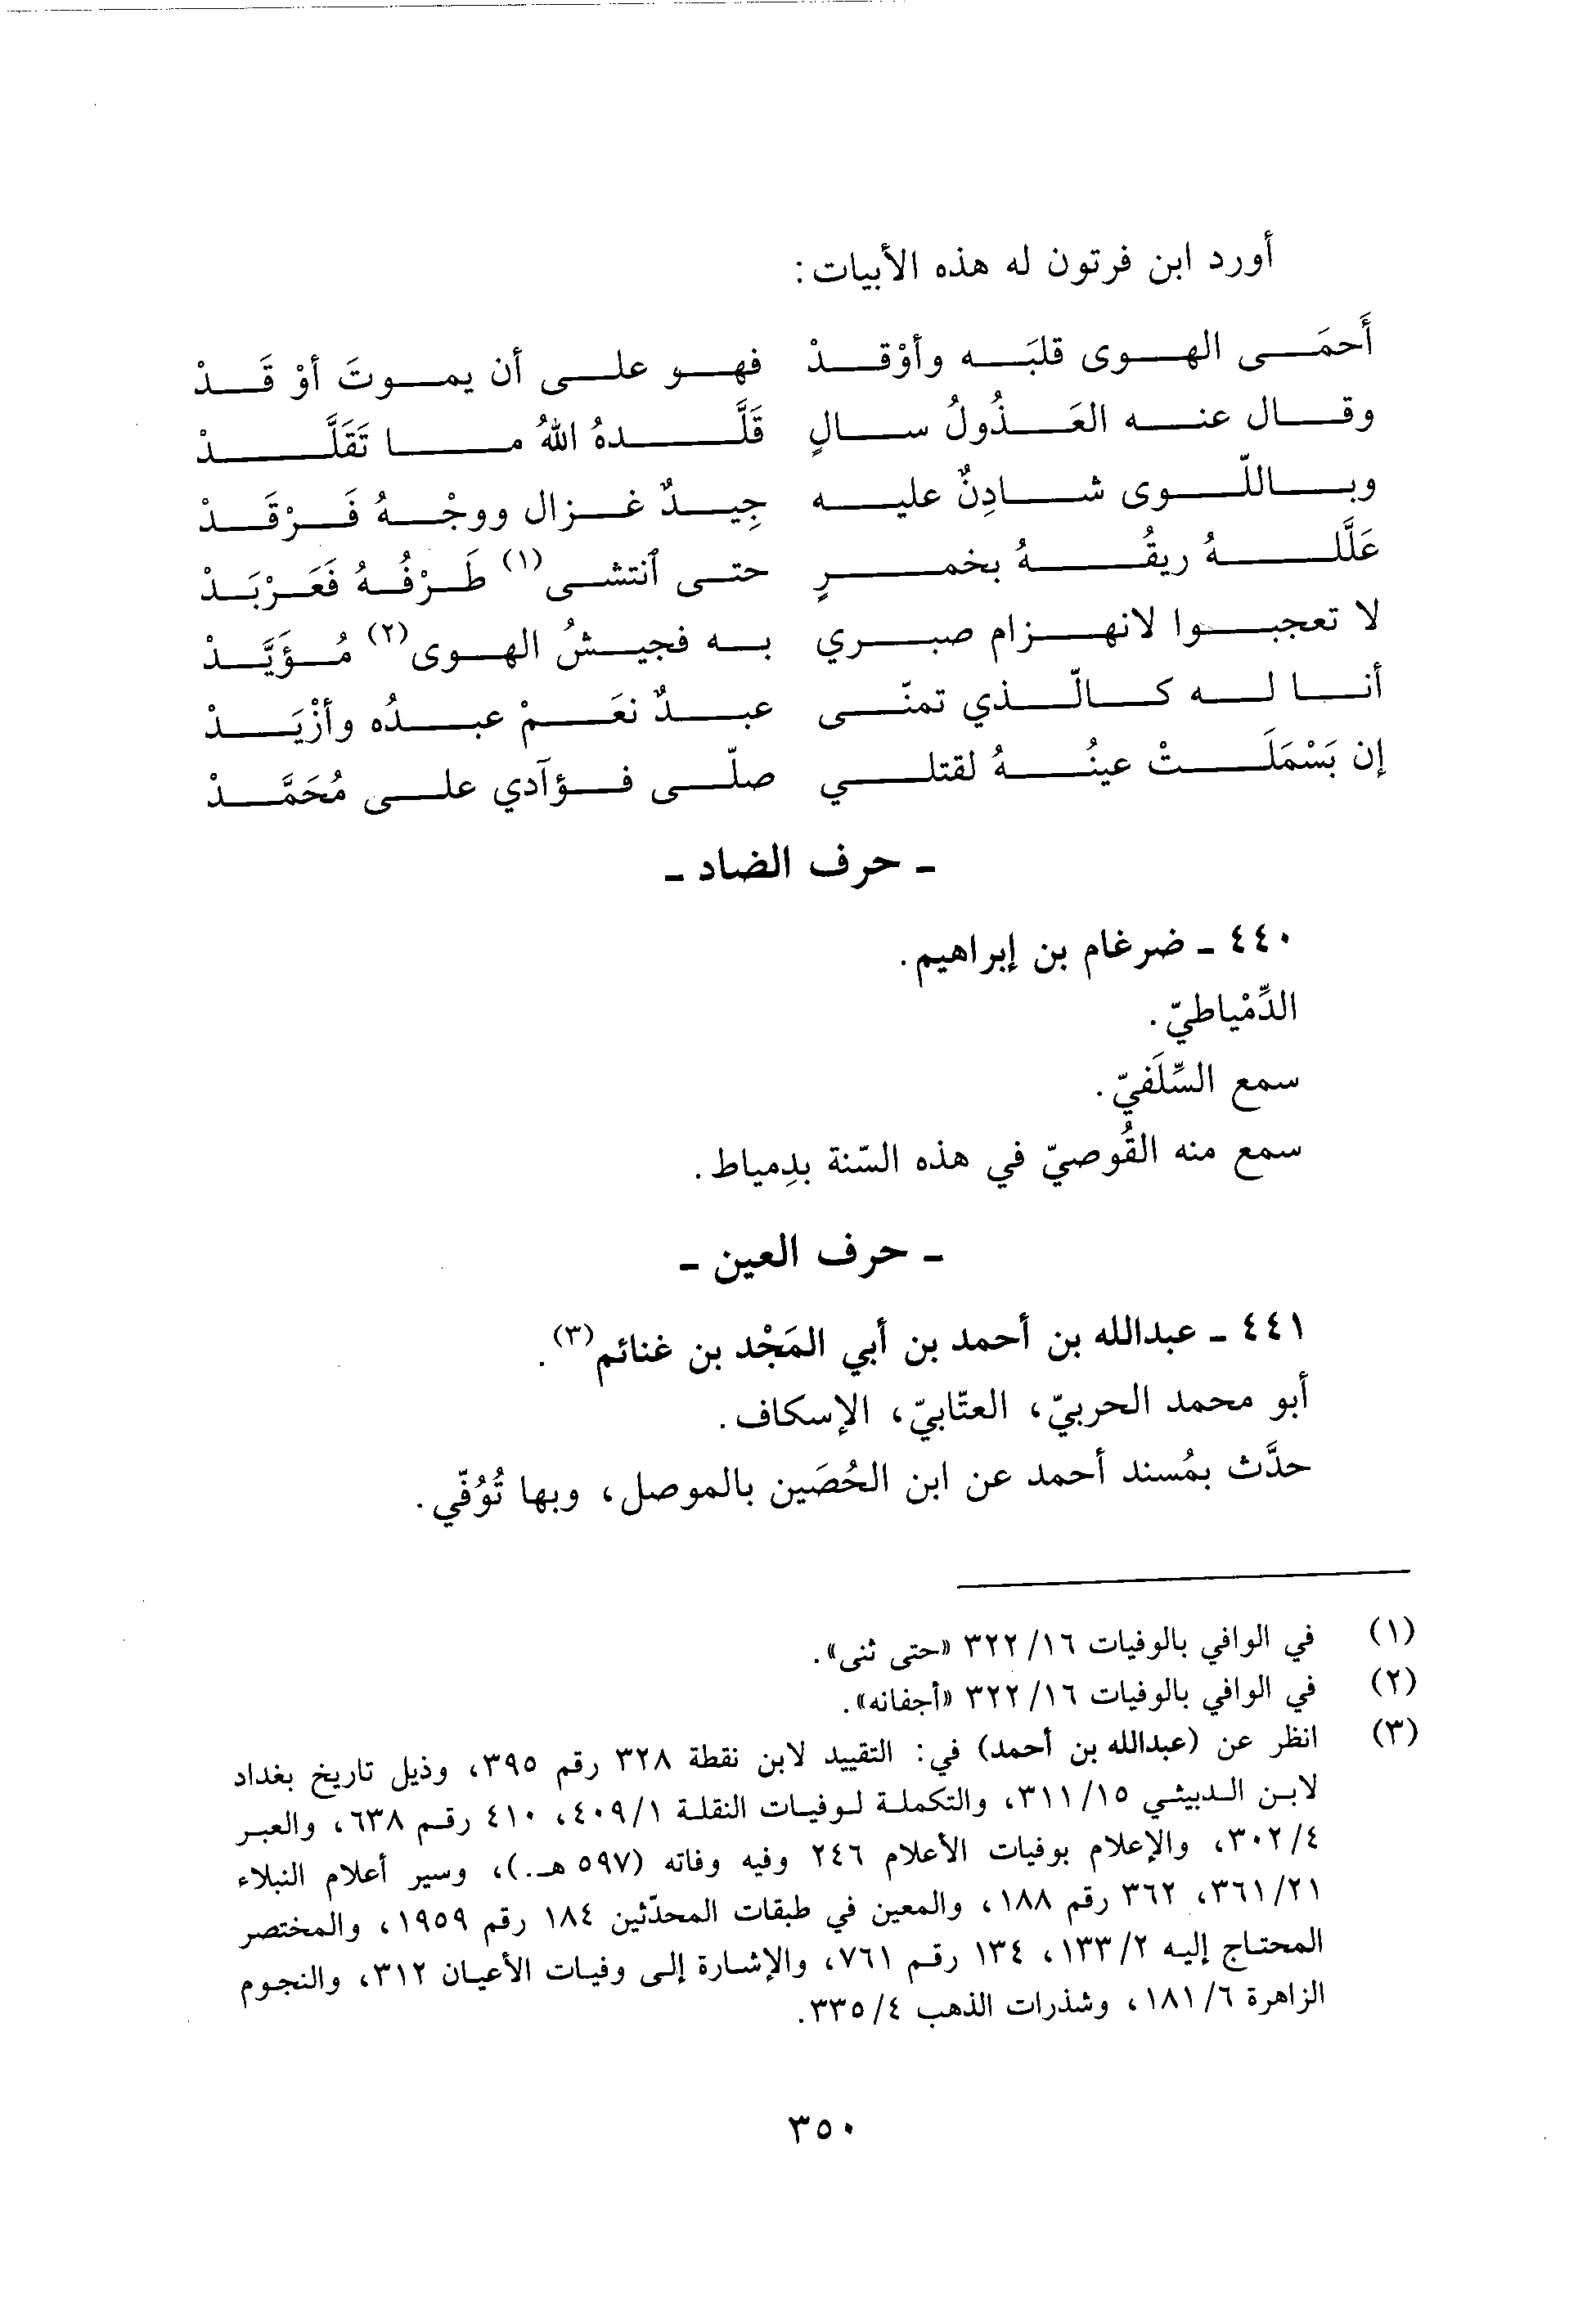 أورد ابن فرتون له هذه الأبيات:
أَحمَى الهوى قلبَه وأوْقدْ فهو على أن يموتَ أوْ قَدْ
وقال عنه العَذُولُ سالٍ قَلَّدهُ اللهُ ما تَقَلَّدْ
وباللّوى شادِنٌ عليه جِيدٌ غزال ووجْهُ فَرْقَدْ
عَلَّلهُ ريقُهُ بخمرٍ حتى ٱنتشى(١) طَرْفُهُ فَعَرْبَدْ
لا تعجبوا لانهزام صبري به فجيشُ الهوى(٢) مُؤَيَّدْ
أنا له كالّذي تمنّى عبدٌ نعَمْ عبدُه وأزْيَدْ
إن بَسْمَلَتْ عينُهُ لقتلي صلّى فؤآدي على مُحَمَّدْ
ـ حرف الضاد ـ
٤٤٠ ـ ضرغام بن إبراهيم.
الدِّمْياطيّ.
سمع السِّلَفيّ.
سمع منه القُوصيّ في هذه السّنة بدِمياط.
ـ حرف العين ـ
٤٤١ ـ عبدالله بن أحمد بن أبي المَجْد بن غنائم(٣).
أبو محمد الحربيّ، العتّابيّ، الإسكاف.
حدَّث بمُسند أحمد عن ابن الحُصَين بالموصل، وبها تُوُفّي.
(١) في الوافي بالوفيات ١٦/ ٣٢٢ «حتى ثنى».
(٢) في الوافي بالوفيات ١٦/ ٣٢٢ «أجفانه».
(٣) انظر عن (عبدالله بن أحمد) في: التقييد لابن نقطة ٣٢٨ رقم ٣٩٥، وذيل تاريخ بغداد
لابن الدبيثي ١٥/ ٣١١، والتكملة لوفيات النقلة ١/ ٤٠٩، ٤١٠ رقم ٦٣٨، والعبر
٤/ ٣٠٢، والإعلام بوفيات الأعلام ٢٤٦ وفيه وفاته (٥٩٧ هـ.)، وسير أعلام النبلاء
٢١/ ٣٦١، ٣٦٢ رقم ١٨٨، والمعين في طبقات المحدّثين ١٨٤ رقم ١٩٥٩، والمختصر
المحتاج إليه ٢/ ١٣٣، ١٣٤ رقم ٧٦١، والإشارة إلى وفيات الأعيان ٣١٢، والنجوم
الزاهرة ٦/ ١٨١، وشذرات الذهب ٤/ ٣٣٥.
٣٥٠